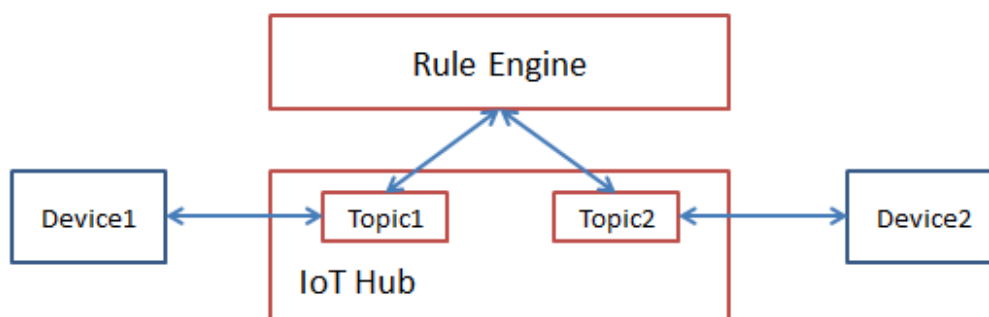 Rule Engine
Device1
Topic1
Topic2
Device2
IoT Hub